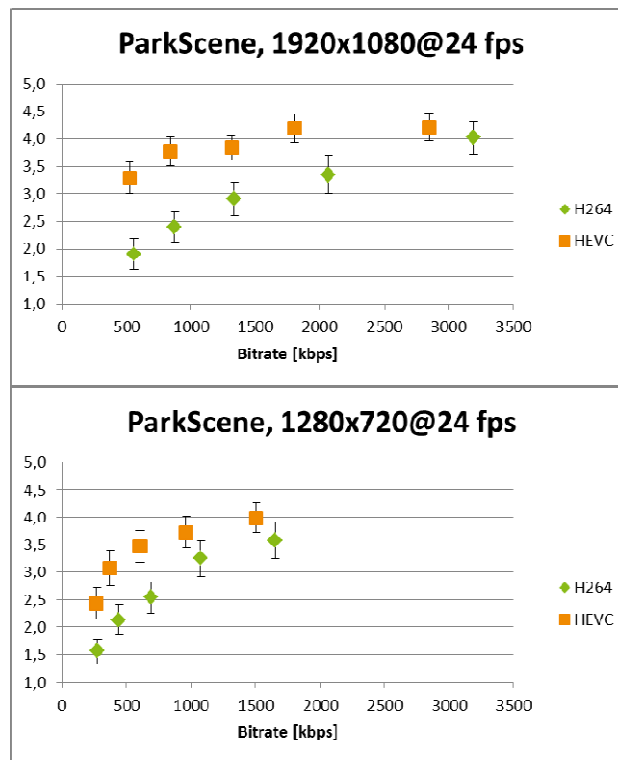 ParkScene, 1920x1080@24 fps
5,0
4,5
4,0
3,5
3,0
2,5
2,0
1,5
1,0
0 500 1000 1500 2000 2500 3000 3500
Bitrate [kbps]
H264
HEVC
ParkScene, 1280x720@24 fps
5,0
4,5
4,0
3,5
3,0
2,5
2,0
1,5
1,0
0 500 1000 1500 2000 2500 3000 3500
Bitrate [kbps]
H264
HEVC